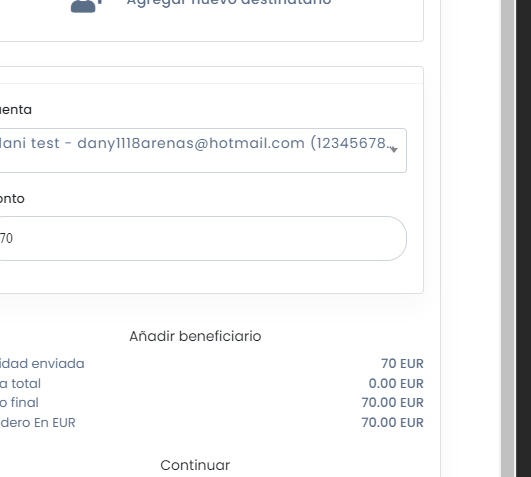 Agregar nuevo destinatario
uenta
dani test - dany1118arenas@hotmail.com (12345678...
onto
70
Añadir beneficiario
idad enviada 70 EUR
a total 0.00 EUR
o final 70.00 EUR
dero En EUR 70.00 EUR
Continuar